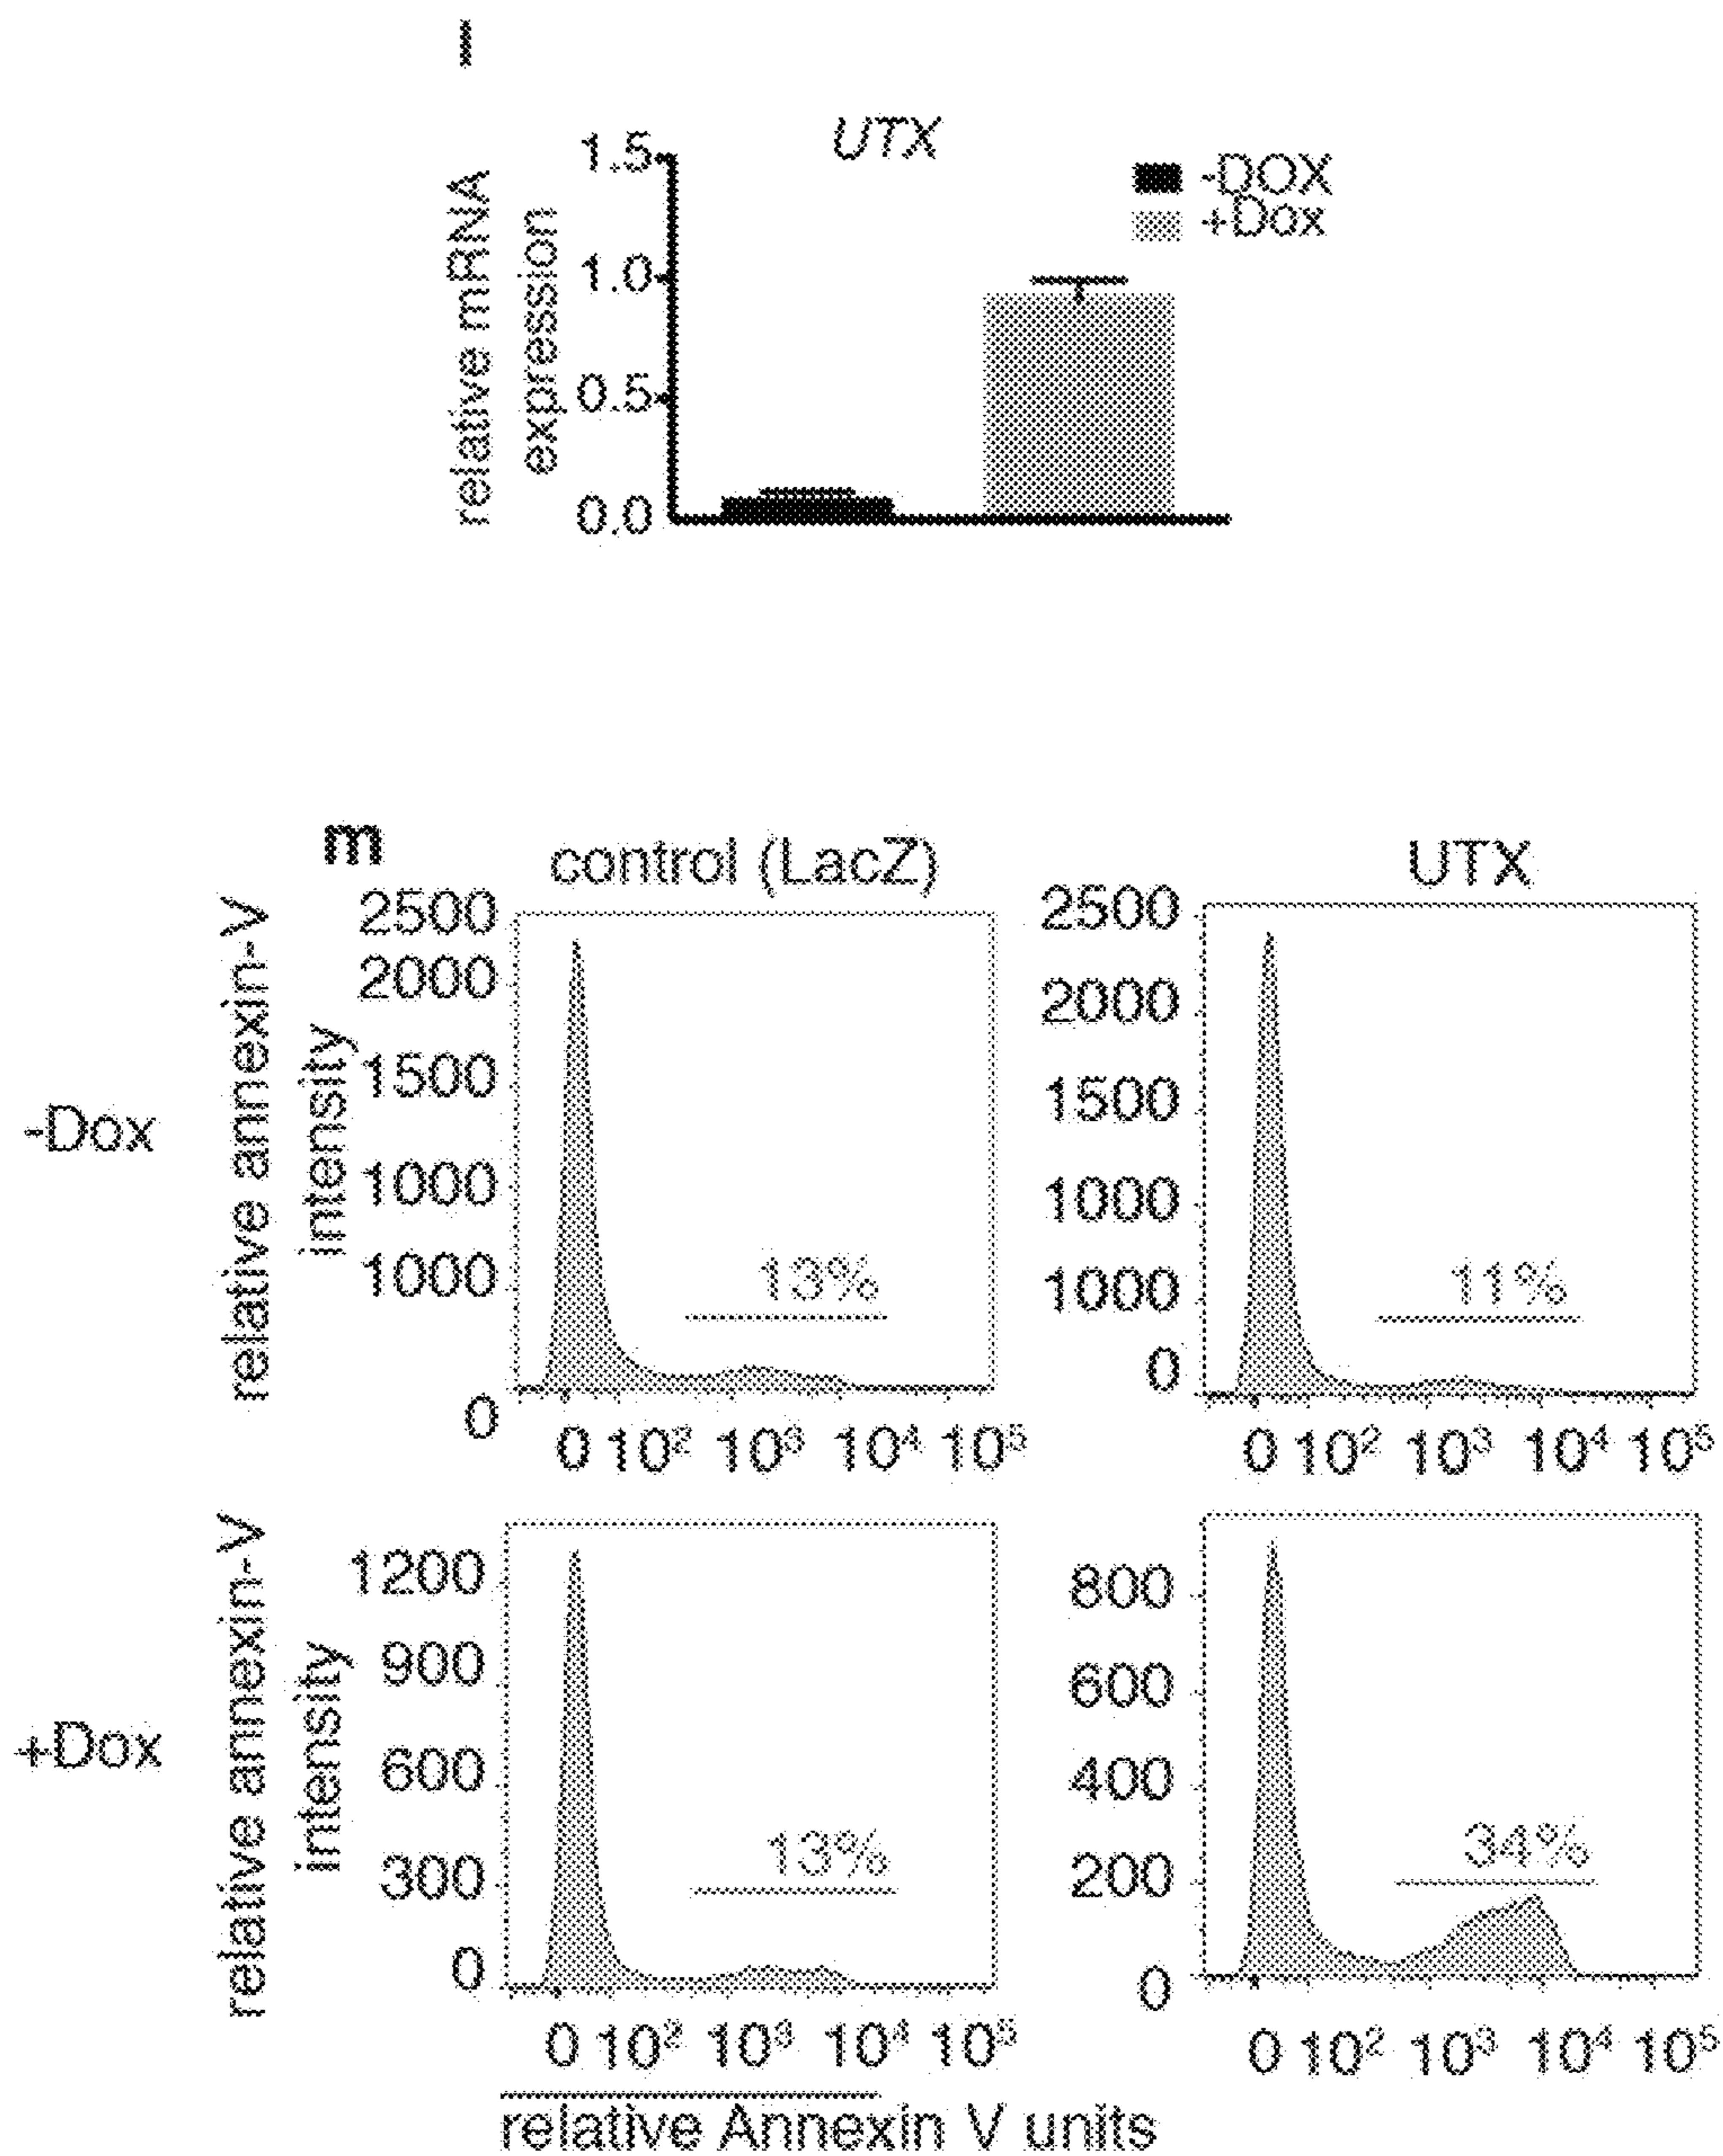 l
UTX
-DOX
+Dox
relative mRNA
expression
1.5
1.0
0.5
0.0
m
control (LacZ)
UTX
-Dox
relative annexin-V
intensity
2500
2000
1500
1000
1000
0
13%
0 10² 10³ 10⁴ 10⁵
2500
2000
1500
1000
1000
0
11%
0 10² 10³ 10⁴ 10⁵
+Dox
relative annexin-V
intensity
1200
900
600
300
0
13%
0 10² 10³ 10⁴ 10⁵
800
600
400
200
0
34%
0 10² 10³ 10⁴ 10⁵
relative Annexin V units